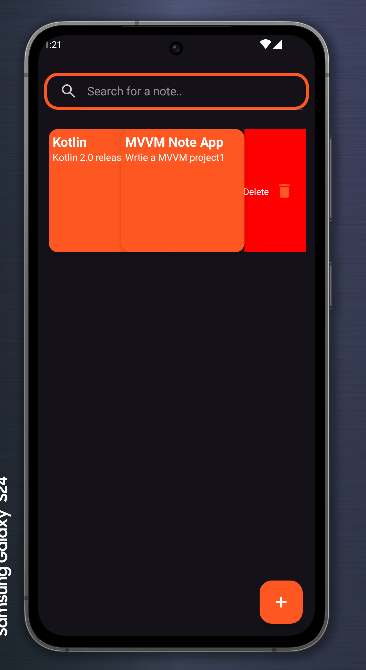 1:21
Search for a note..
Kotlin
MVVM Note App
Kotlin 2.0 releas
Wrtie a MVVM project1
Delete
Samsung Galaxy S24